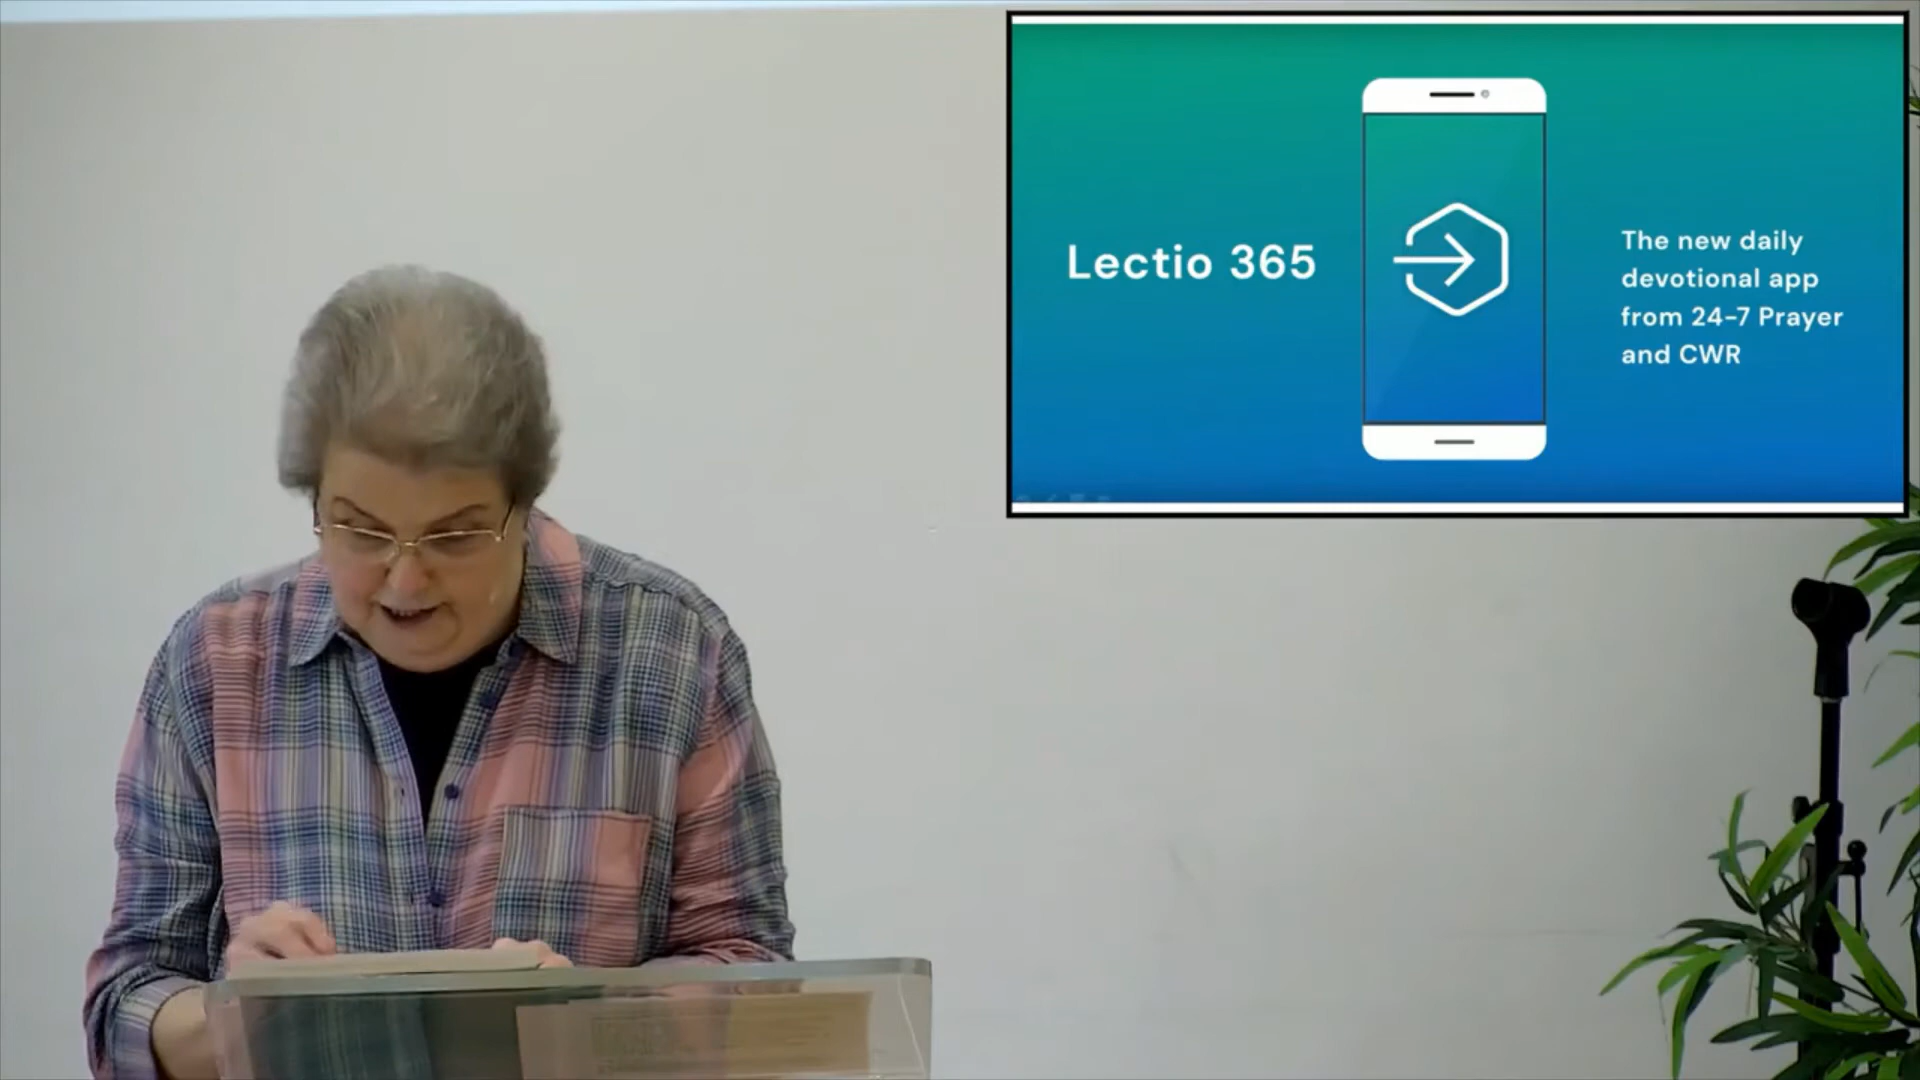 Lectio 365
The new daily
devotional app
from 24-7 Prayer
and CWR